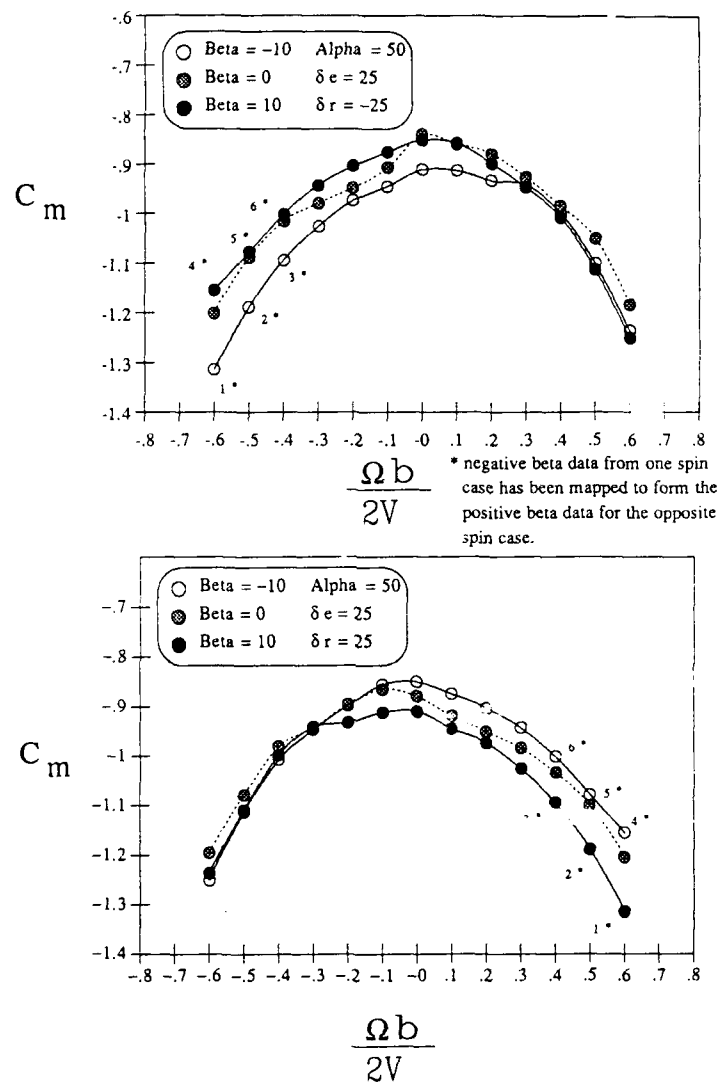 -.6
-.7
-.8
-.9
-1
-1.1
-1.2
-1.3
-1.4
C m
Beta = -10 Alpha = 50
Beta = 0 δ e = 25
Beta = 10 δ r = -25
6 *
5 *
4 *
3 *
2 *
1 *
-.8 -.7 -.6 -.5 -.4 -.3 -.2 -.1 -0 .1 .2 .3 .4 .5 .6 .7 .8
Ω b
2V
* negative beta data from one spin
case has been mapped to form the
positive beta data for the opposite
spin case.
-.7
-.8
-.9
-1
-1.1
-1.2
-1.3
-1.4
C m
Beta = -10 Alpha = 50
Beta = 0 δ e = 25
Beta = 10 δ r = 25
6 *
5 *
4 *
*
2 *
1 *
-.8 -.7 -.6 -.5 -.4 -.3 -.2 -.1 -0 .1 .2 .3 .4 .5 .6 .7 .8
Ω b
2V